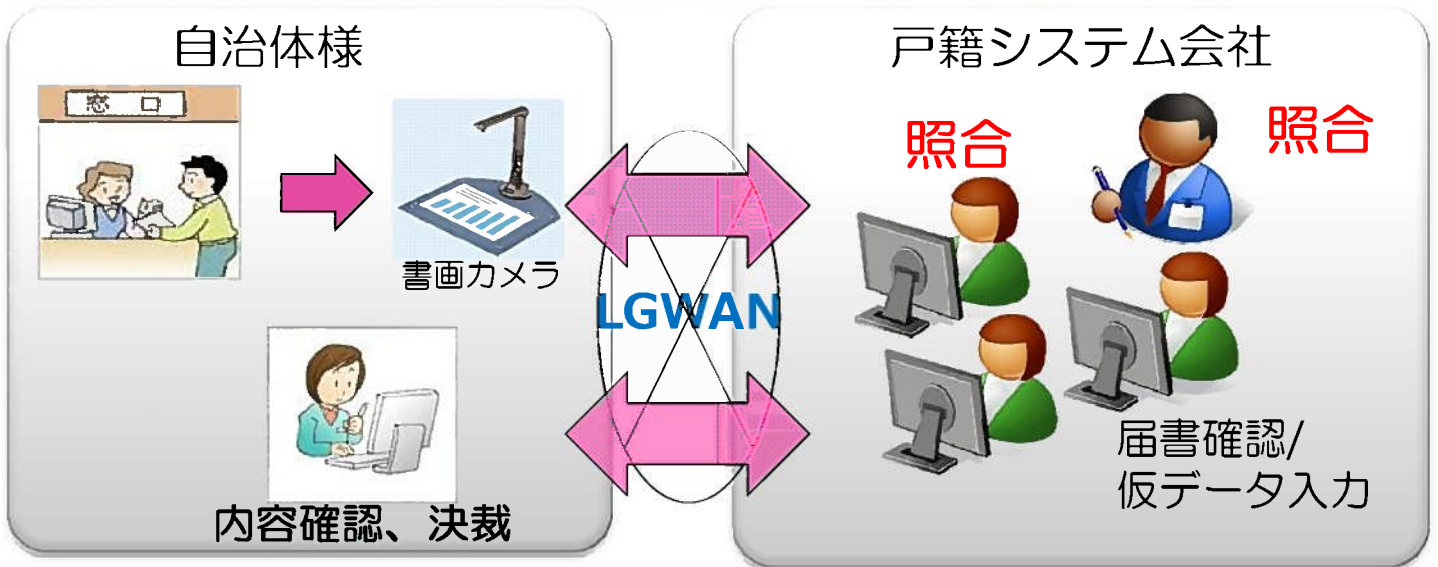 自治体様
窓口
書画カメラ
内容確認、決裁
LGWAN
戸籍システム会社
照合
照合
届書確認/
仮データ入力